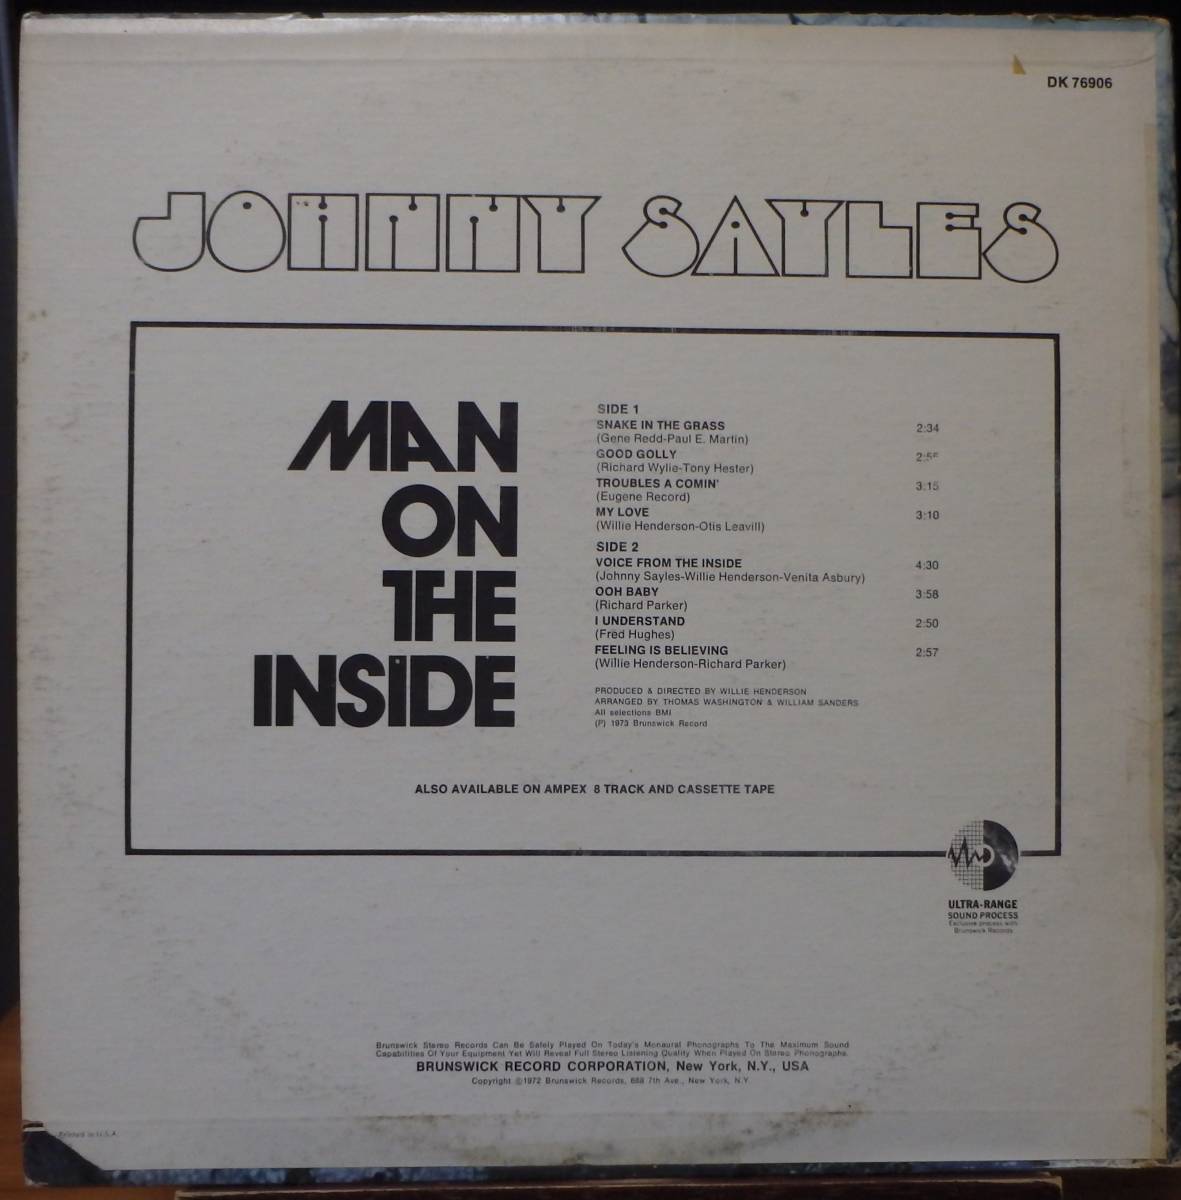 DK 76906
JOHNNY SAYLES
MAN
ON
THE
INSIDE
SIDE 1
SNAKE IN THE GRASS 2:34
(Gene Redd-Paul E. Martin)
GOOD GOLLY
(Richard Wylie-Tony Hester)
TROUBLES A COMIN' 3:15
(Eugene Record)
MY LOVE 3:10
(Willie Henderson-Otis Leavill)
SIDE 2
VOICE FROM THE INSIDE 4:30
(Johnny Sayles-Willie Henderson-Venita Asbury)
OOH BABY 3:58
(Richard Parker)
I UNDERSTAND 2:50
(Fred Hughes)
FEELING IS BELIEVING 2:57
(Willie Henderson-Richard Parker)
PRODUCED & DIRECTED BY WILLIE HENDERSON
ARRANGED BY THOMAS WASHINGTON & WILLIAM SANDERS
All selections BMI
(P) 1973 Brunswick Record
ALSO AVAILABLE ON AMPEX 8 TRACK AND CASSETTE TAPE
ULTRA-RANGE
SOUND PROCESS
Exclusive process with
Brunswick Records
Brunswick Stereo Records Can Be Safely Played On Today's Monaural Phonographs To The Maximum Sound
Capabilities Of Your Equipment Yet Will Reveal Full Stereo Listening Quality When Played On Stereo Phonographs.
BRUNSWICK RECORD CORPORATION, New York, N.Y., USA
Copyright ©1972 Brunswick Records, 888 7th Ave., New York, N.Y.
Printed in U.S.A.